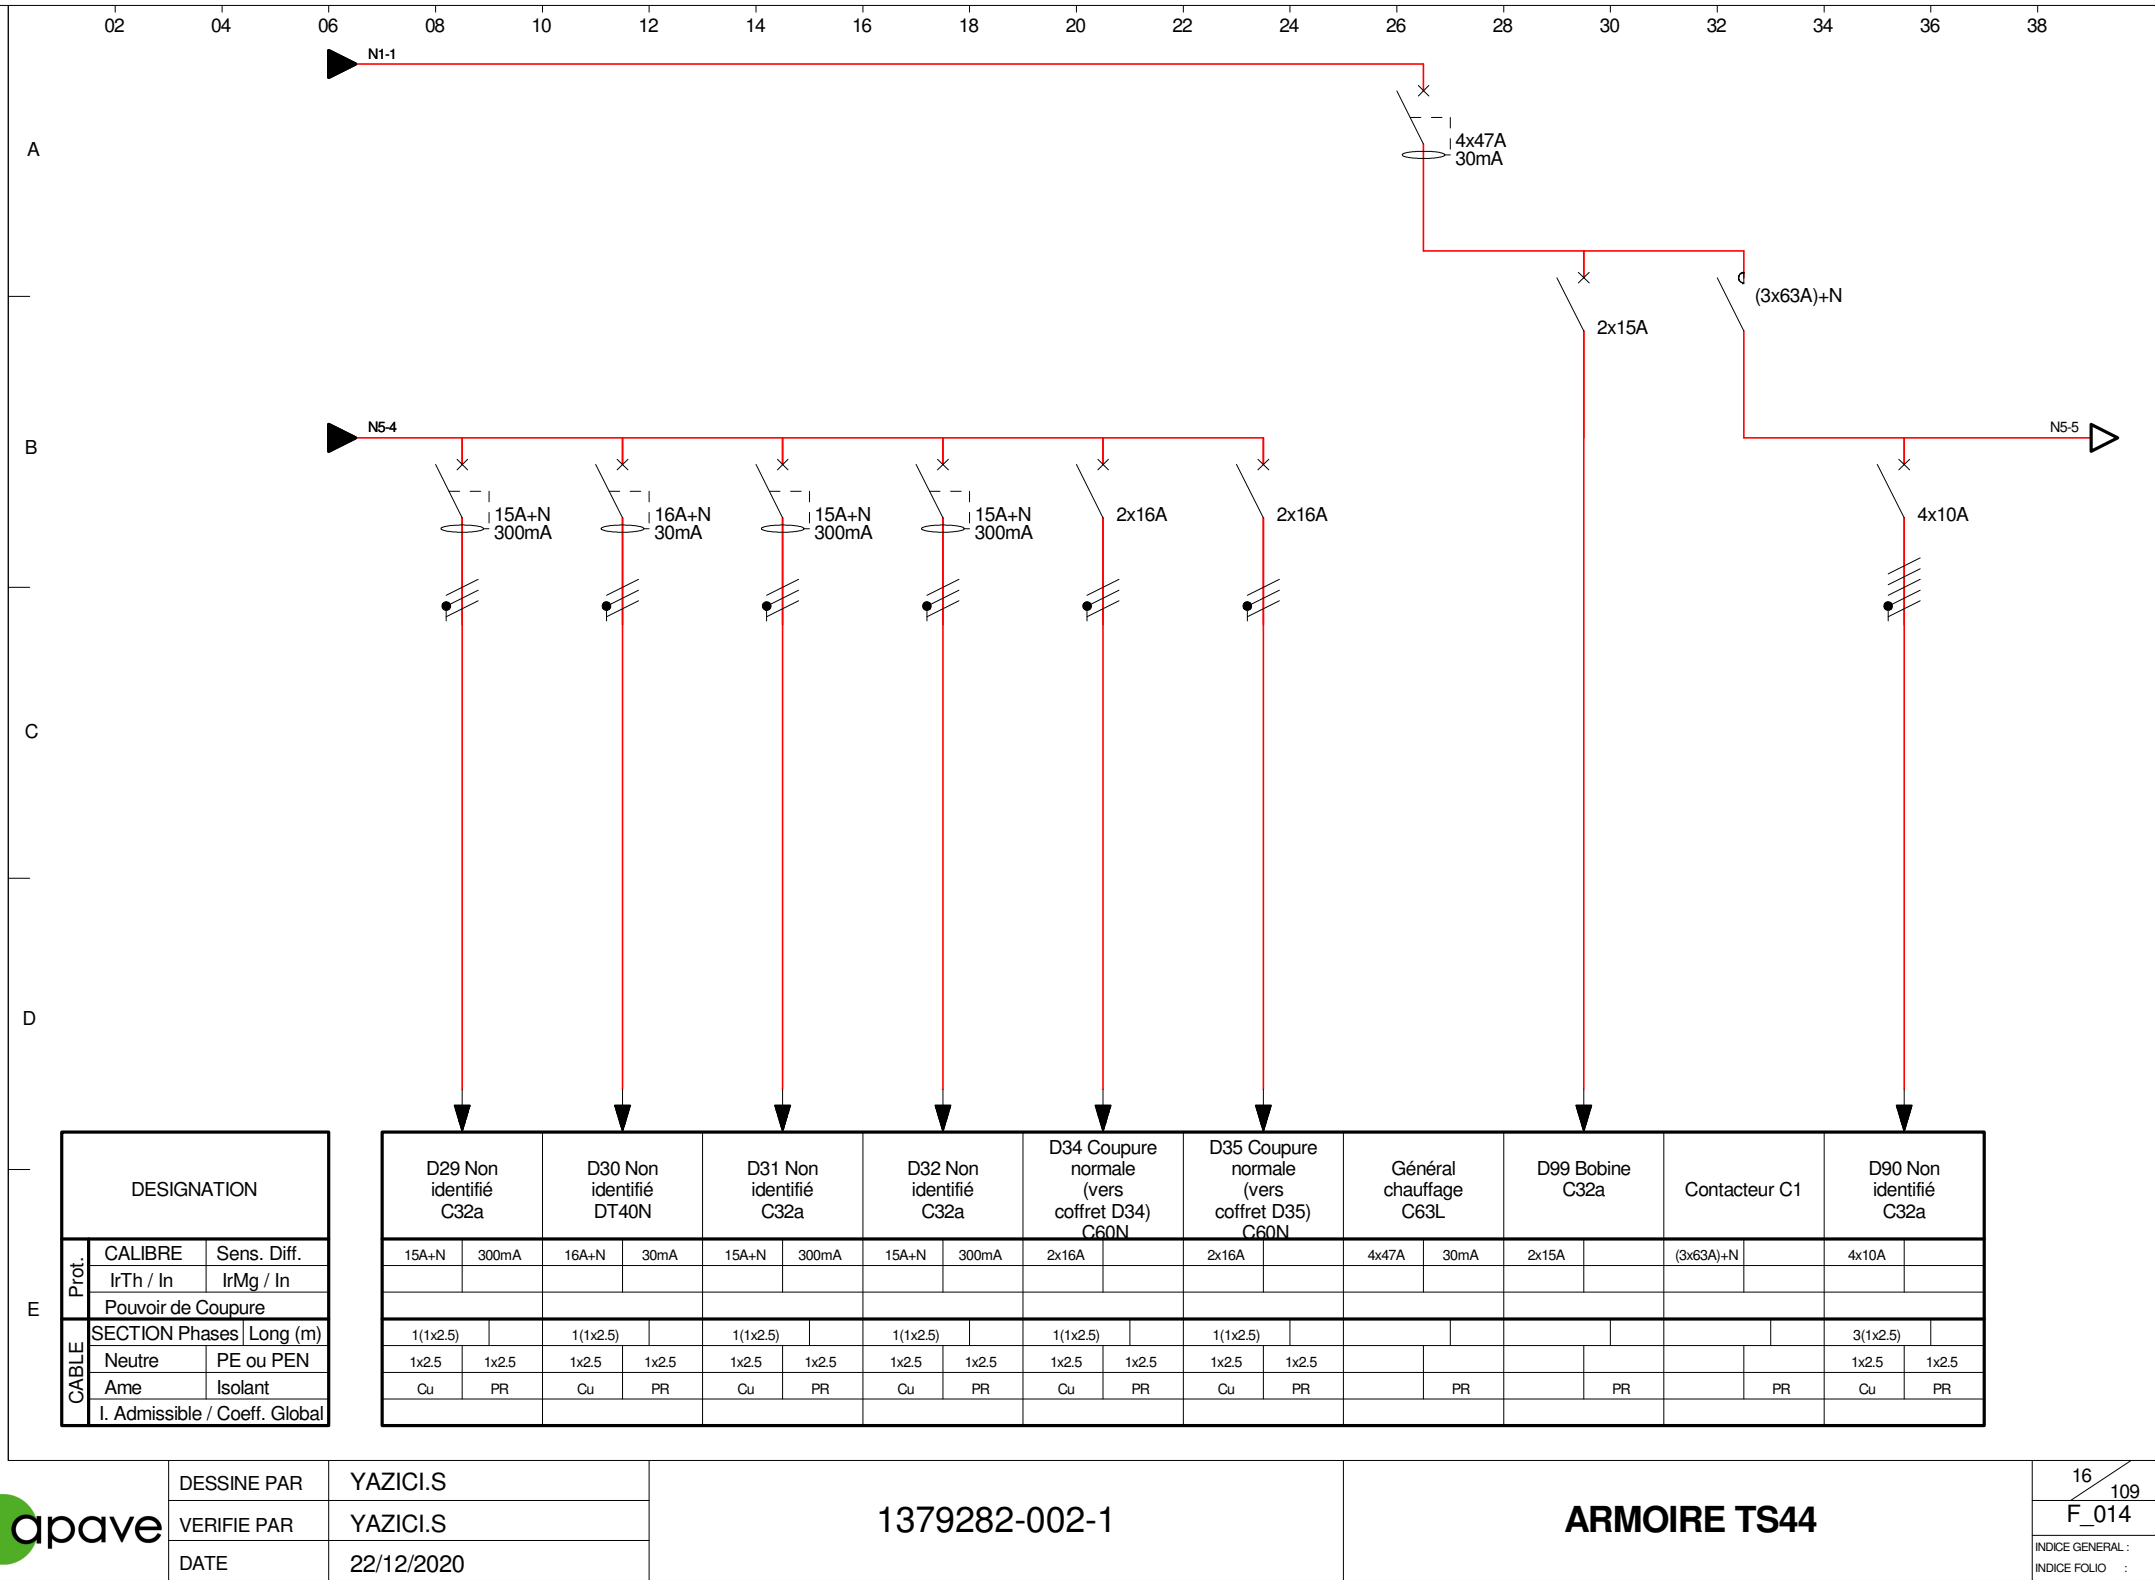 02 04 06 08 10 12 14 16 18 20 22 24 26 28 30 32 34 36 38
N1-1
A
4x47A
30mA
(3x63A)+N
2x15A
B
N5-4
N5-5
15A+N
300mA
16A+N
30mA
15A+N
300mA
15A+N
300mA
2x16A
2x16A
4x10A
C
D
E
DESIGNATION
D29 Non
identifié
C32a
D30 Non
identifié
DT40N
D31 Non
identifié
C32a
D32 Non
identifié
C32a
D34 Coupure
normale
(vers
coffret D34)
C60N
D35 Coupure
normale
(vers
coffret D35)
C60N
Général
chauffage
C63L
D99 Bobine
C32a
Contacteur C1
D90 Non
identifié
C32a
Prot.
CALIBRE Sens. Diff. 15A+N 300mA 16A+N 30mA 15A+N 300mA 15A+N 300mA 2x16A 2x16A 4x47A 30mA 2x15A (3x63A)+N 4x10A
IrTh / In IrMg / In
Pouvoir de Coupure
CABLE
SECTION Phases Long (m) 1(1x2.5) 1(1x2.5) 1(1x2.5) 1(1x2.5) 1(1x2.5) 1(1x2.5) 3(1x2.5)
Neutre PE ou PEN 1x2.5 1x2.5 1x2.5 1x2.5 1x2.5 1x2.5 1x2.5 1x2.5 1x2.5 1x2.5 1x2.5 1x2.5 1x2.5 1x2.5
Ame Isolant Cu PR Cu PR Cu PR Cu PR Cu PR Cu PR PR PR PR Cu PR
I. Admissible / Coeff. Global
apave
DESSINE PAR YAZICI.S
VERIFIE PAR YAZICI.S
DATE 22/12/2020
1379282-002-1
ARMOIRE TS44
16
109
F_014
INDICE GENERAL :
INDICE FOLIO :